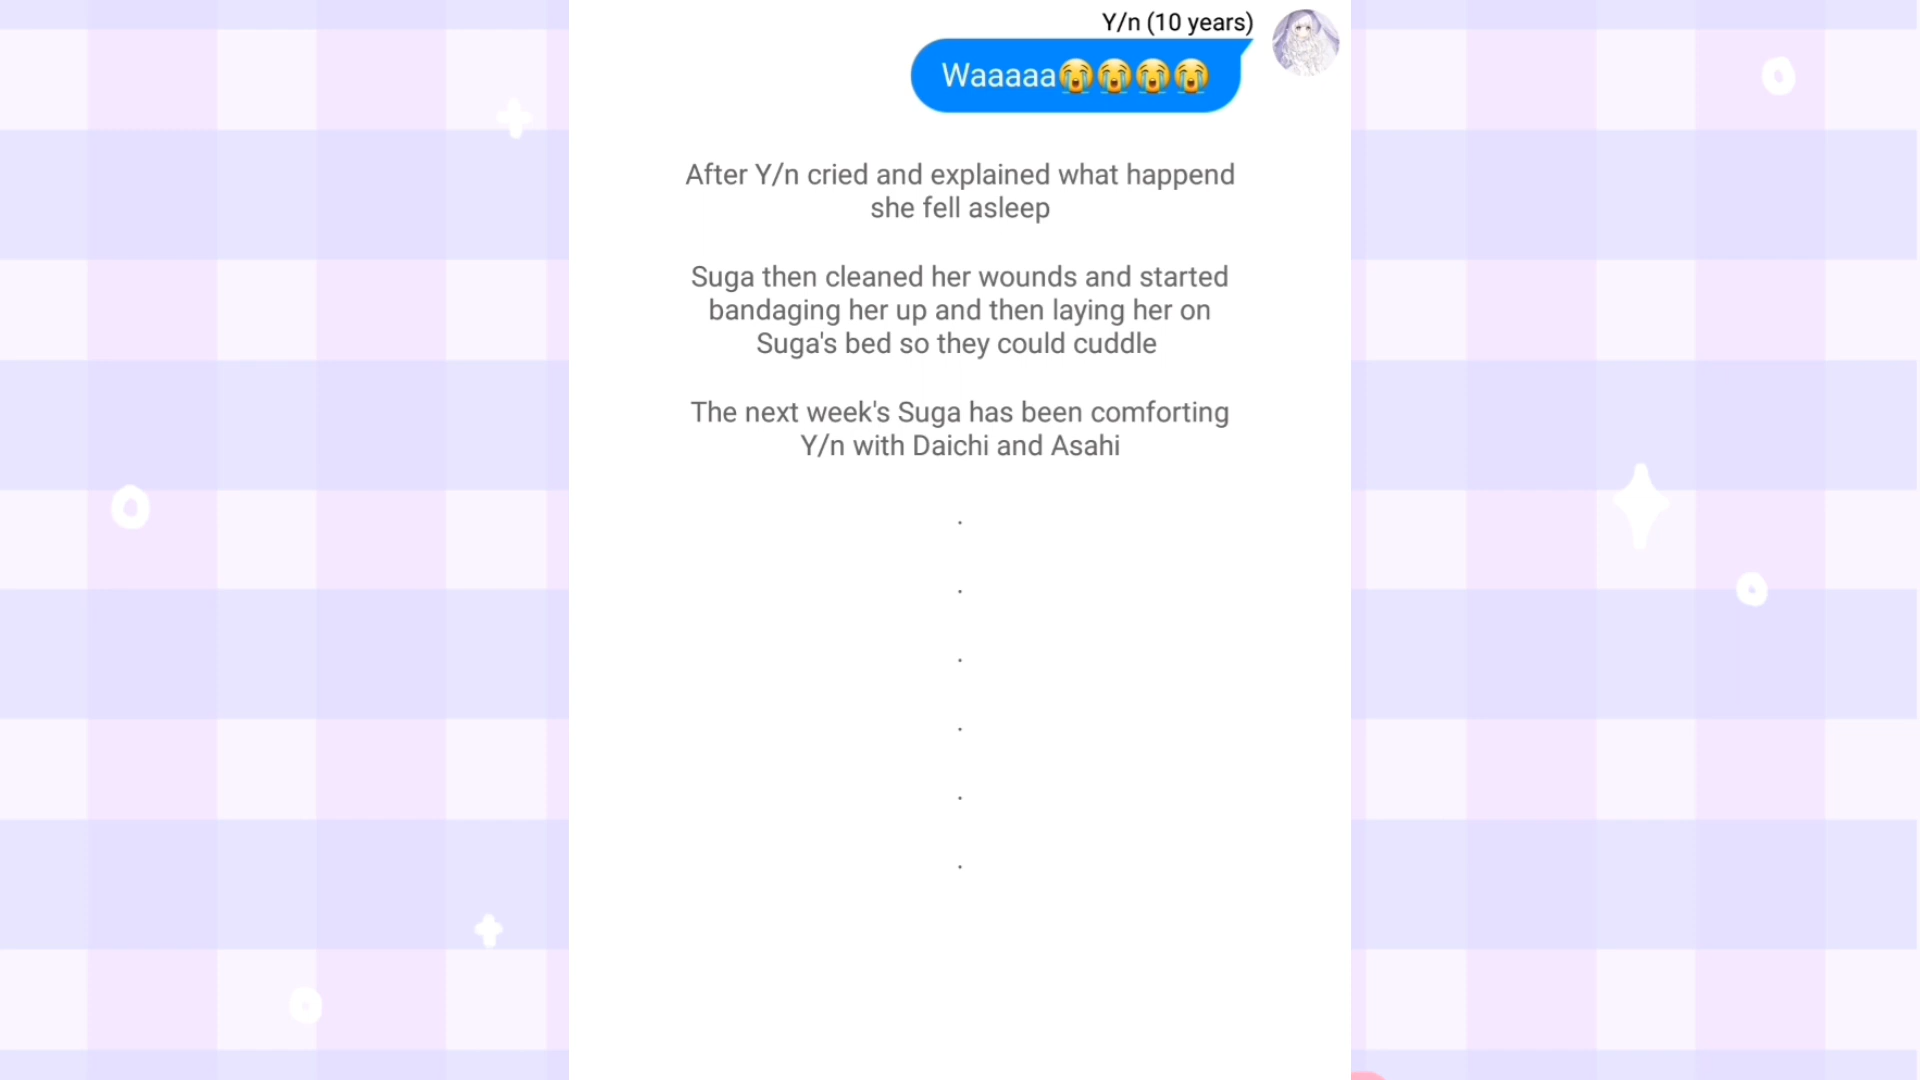 Y/n (10 years)
Waaaaa😭😭😭😭
After Y/n cried and explained what happend
she fell asleep
Suga then cleaned her wounds and started
bandaging her up and then laying her on
Suga's bed so they could cuddle
The next week's Suga has been comforting
Y/n with Daichi and Asahi
.
.
.
.
.
.